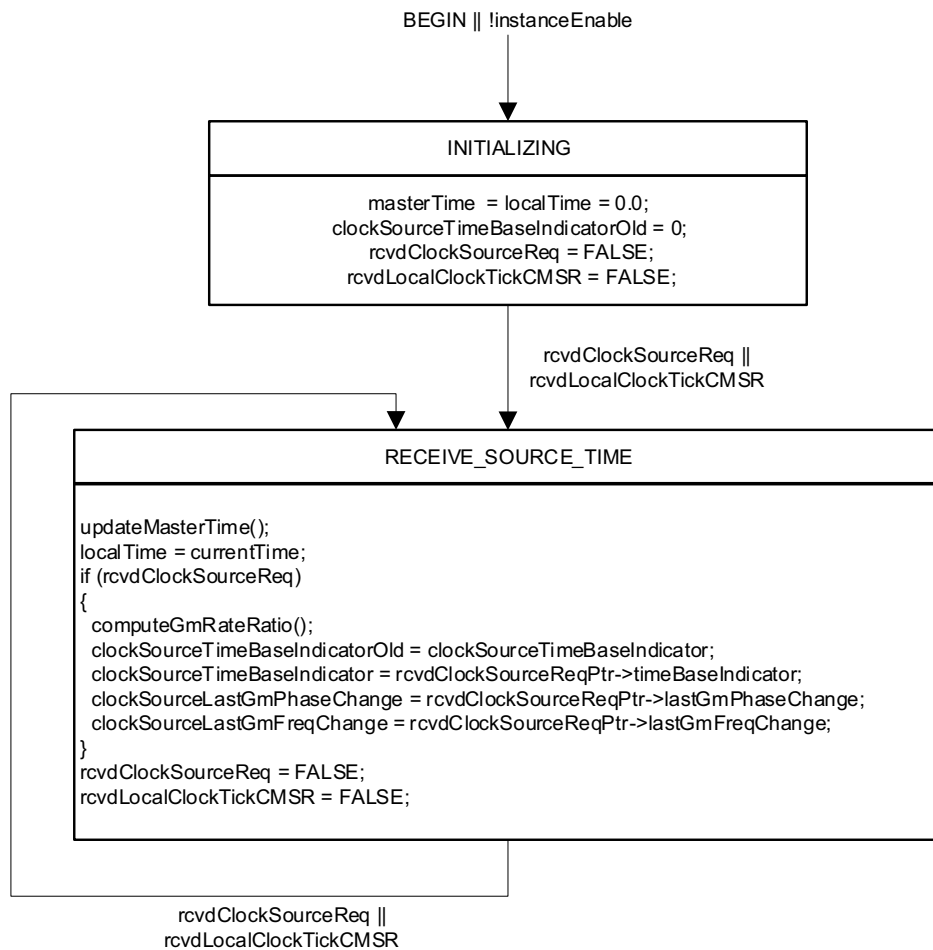 BEGIN || !instanceEnable
INITIALIZING
masterTime = localTime = 0.0;
clockSourceTimeBaseIndicatorOld = 0;
rcvdClockSourceReq = FALSE;
rcvdLocalClockTickCMSR = FALSE;
rcvdClockSourceReq ||
rcvdLocalClockTickCMSR
RECEIVE_SOURCE_TIME
updateMasterTime();
localTime = currentTime;
if (rcvdClockSourceReq)
{
computeGmRateRatio();
clockSourceTimeBaseIndicatorOld = clockSourceTimeBaseIndicator;
clockSourceTimeBaseIndicator = rcvdClockSourceReqPtr->timeBaseIndicator;
clockSourceLastGmPhaseChange = rcvdClockSourceReqPtr->lastGmPhaseChange;
clockSourceLastGmFreqChange = rcvdClockSourceReqPtr->lastGmFreqChange;
}
rcvdClockSourceReq = FALSE;
rcvdLocalClockTickCMSR = FALSE;
rcvdClockSourceReq ||
rcvdLocalClockTickCMSR